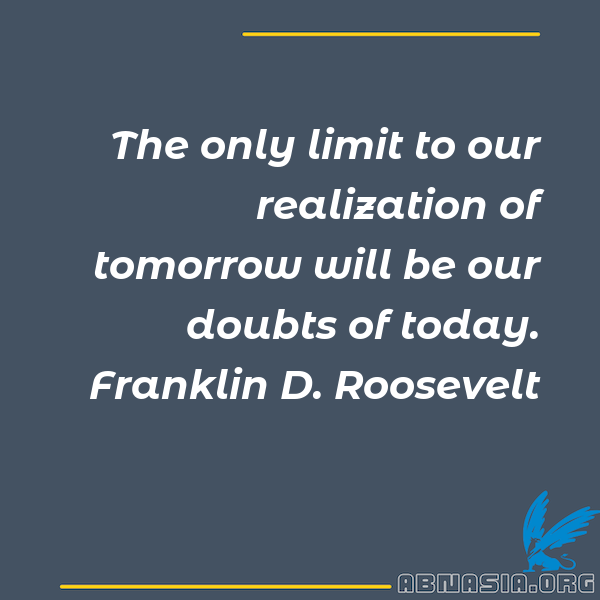 The only limit to our
realization of
tomorrow will be our
doubts of today.
Franklin D. Roosevelt
ABNASIA.ORG